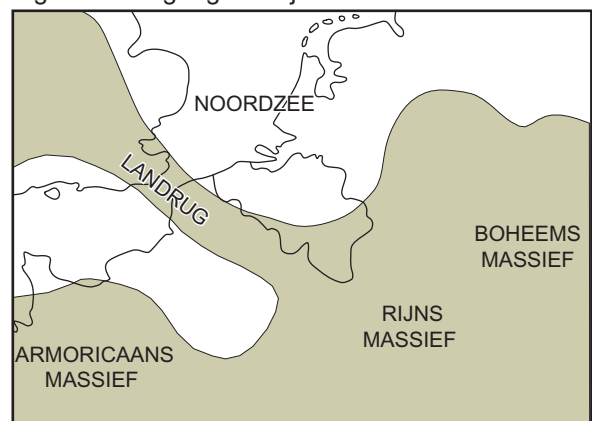 NOORDZEE
LANDRUG
BOHEEMS
MASSIEF
RIJNS
MASSIEF
ARMORICAANS
MASSIEF